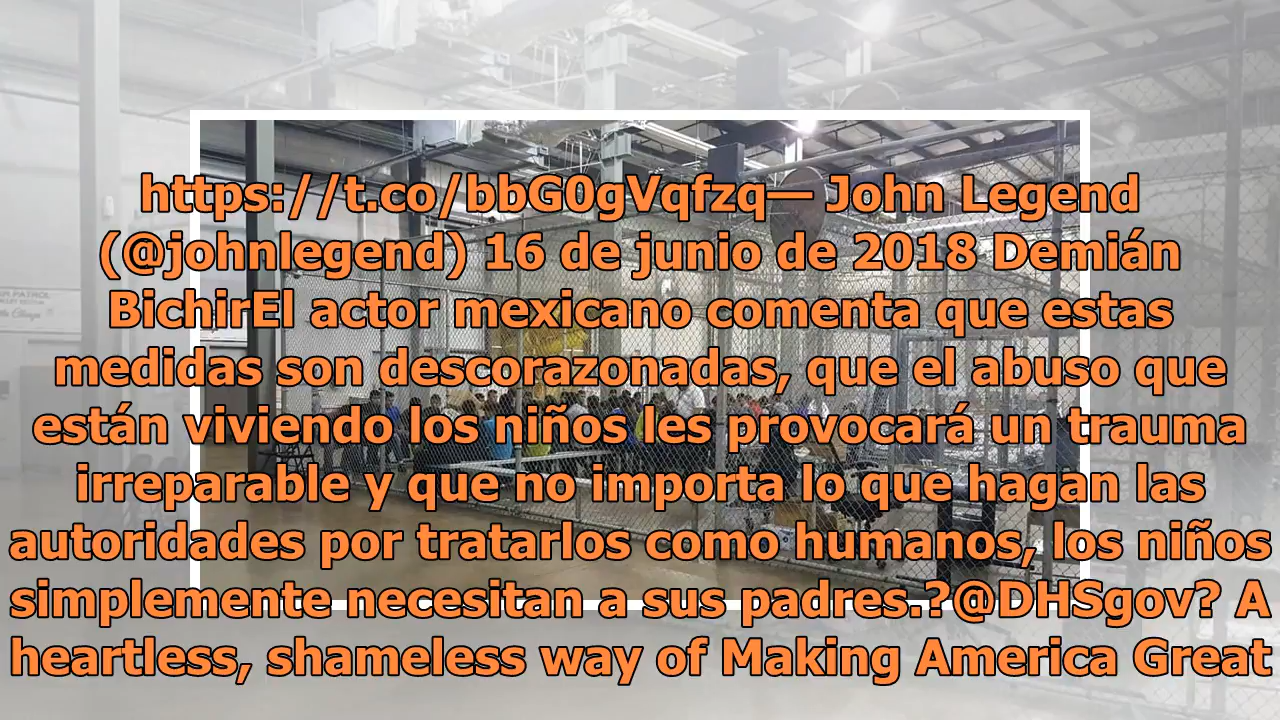 https://t.co/bbG0gVqfzq— John Legend
(@johnlegend) 16 de junio de 2018 Demián
BichirEl actor mexicano comenta que estas
medidas son descorazonadas, que el abuso que
están viviendo los niños les provocará un trauma
irreparable y que no importa lo que hagan las
autoridades por tratarlos como humanos, los niños
simplemente necesitan a sus padres.?@DHSgov? A
heartless, shameless way of Making America Great
PATROL